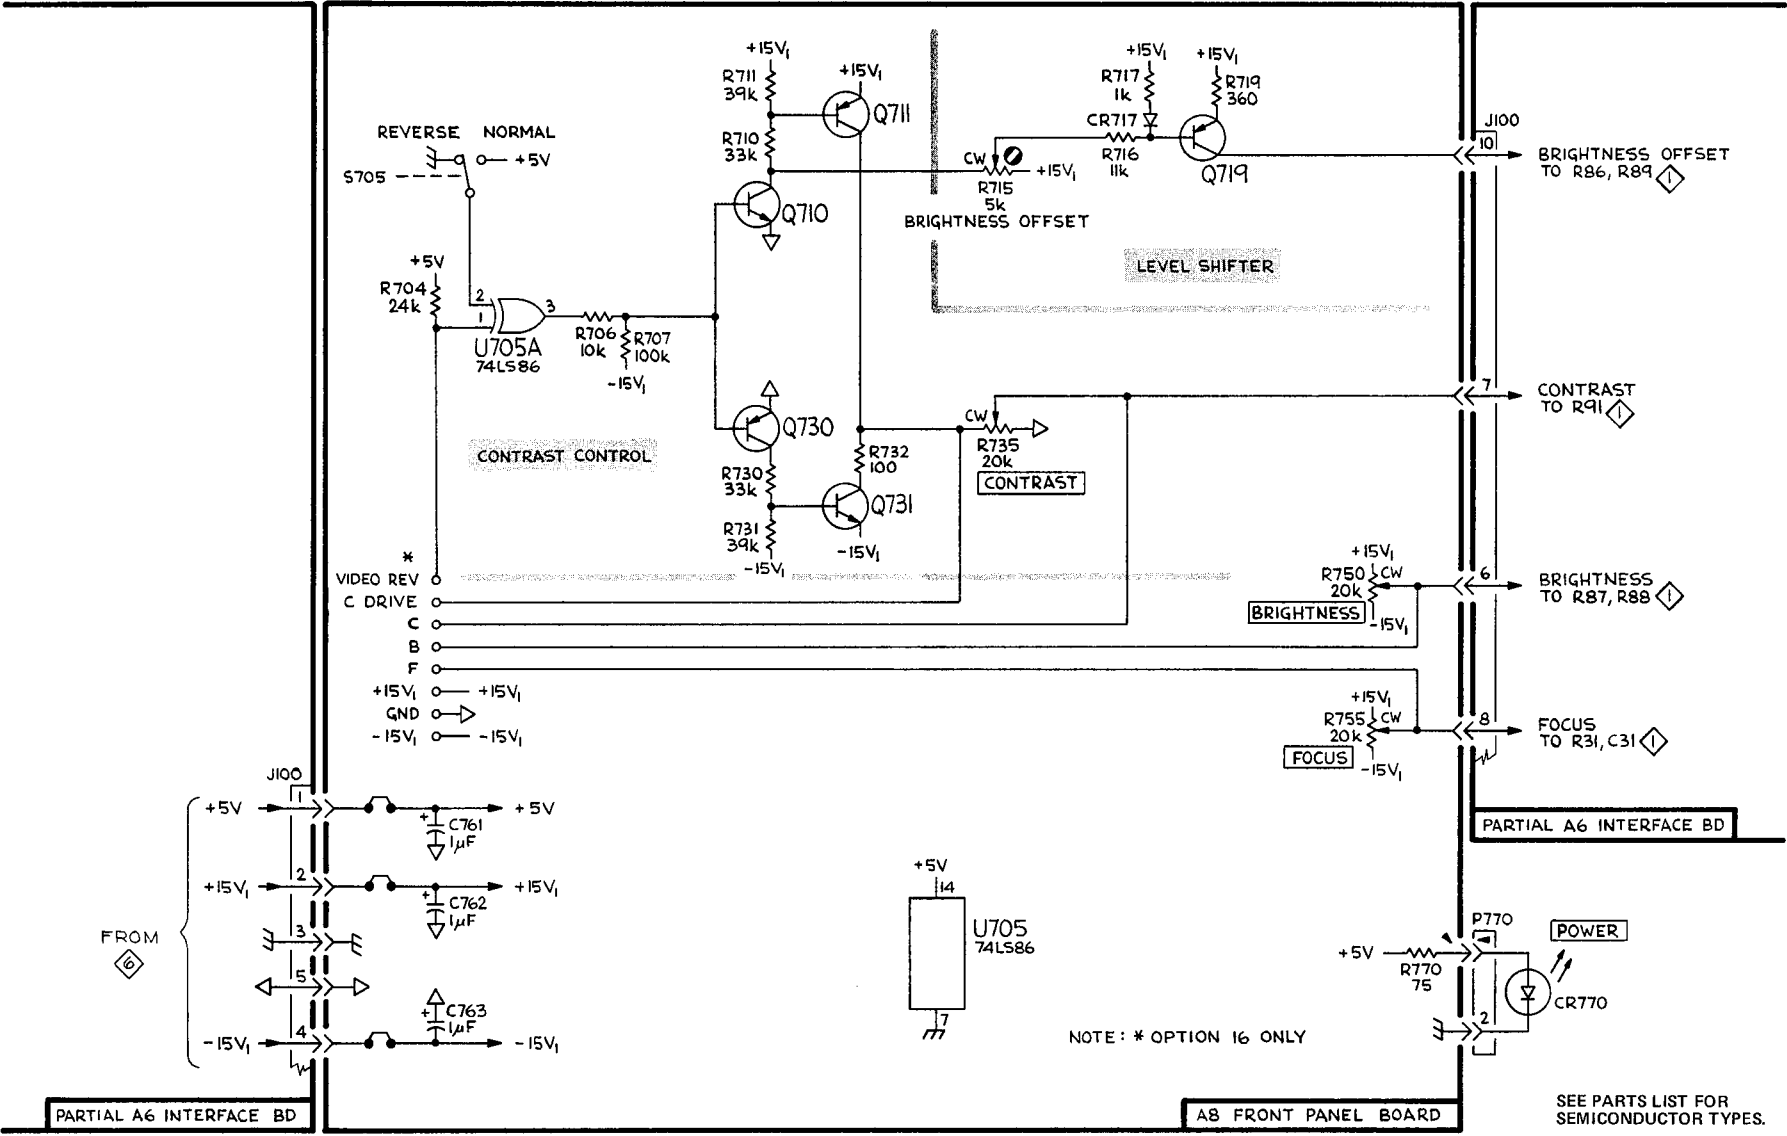 +15V1
R711
39k
+15V1
Q711
R710
33k
REVERSE NORMAL
+5V
S705
Q710
+15V1
R717
1k
+15V1
R719
360
CR717
R716
11k
Q719
CW
R715
5k
+15V1
BRIGHTNESS OFFSET
LEVEL SHIFTER
J100
10
BRIGHTNESS OFFSET
TO R86, R89 1
+5V
R704
24k
2
1
3
U705A
74LS86
R706
10k
R707
100k
-15V1
7
CONTRAST
TO R91 1
CONTRAST CONTROL
Q730
R730
33k
R732
100
Q731
R731
39k
-15V1
-15V1
CW
R735
20k
CONTRAST
*
VIDEO REV
C DRIVE
C
B
F
+15V1 +15V1
GND
-15V1 -15V1
+15V1
R750 CW
20k
BRIGHTNESS
-15V1
6
BRIGHTNESS
TO R87, R88 1
+15V1
R755 CW
20k
FOCUS
-15V1
8
FOCUS
TO R31, C31 1
PARTIAL A6 INTERFACE BD
J100
+5V 1 +5V
+ C761
1µF
+15V1 2 +15V1
+ C762
1µF
FROM
6
3
5
+ C763
1µF
-15V1 4 -15V1
+5V
14
U705
74LS86
7
NOTE: * OPTION 16 ONLY
P770
POWER
+5V
R770
75
CR770
2
PARTIAL A6 INTERFACE BD
A8 FRONT PANEL BOARD
SEE PARTS LIST FOR
SEMICONDUCTOR TYPES.